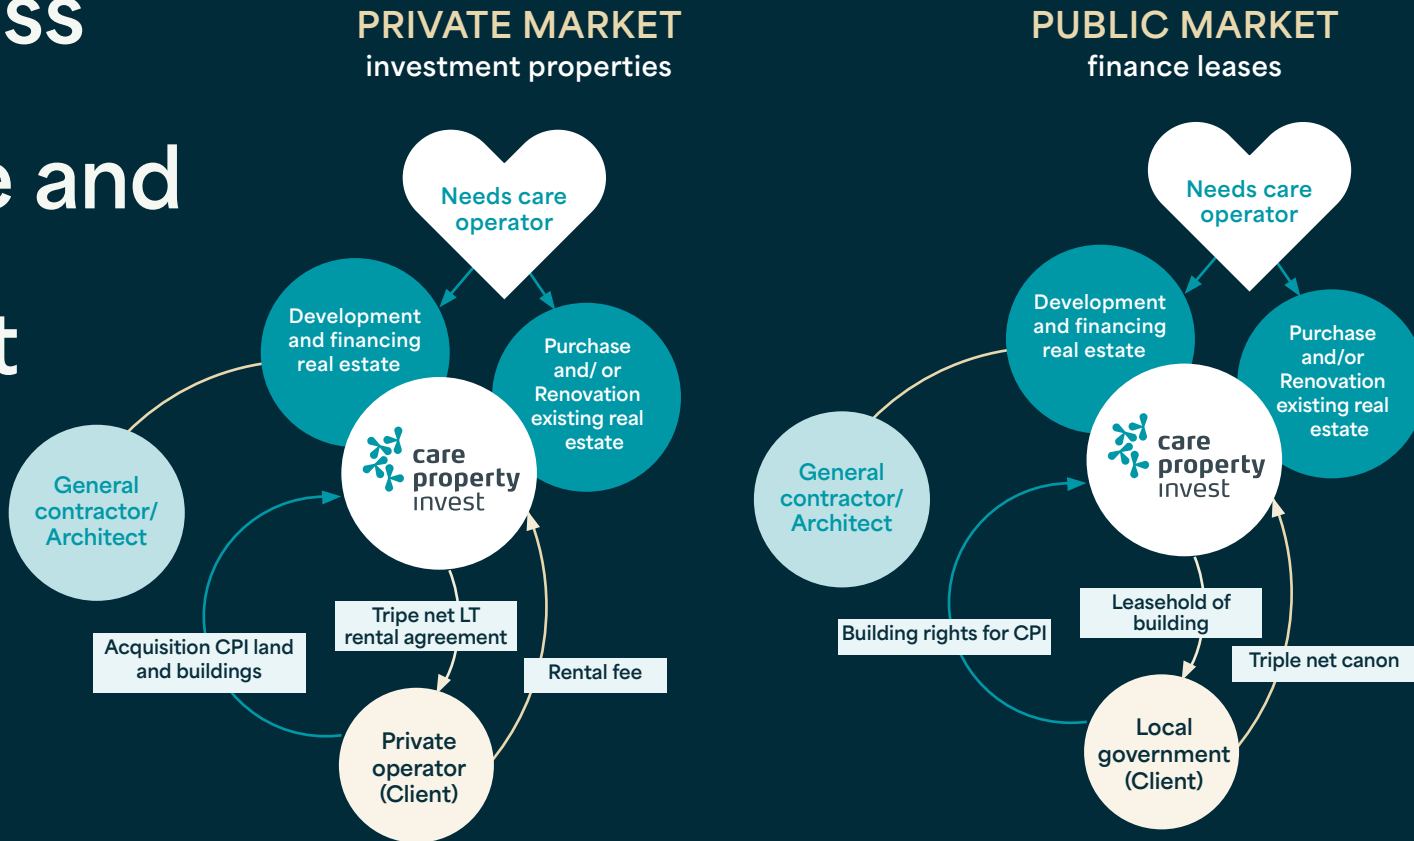 ss
e and
t
PRIVATE MARKET
investment properties
Needs care
operator
Development
and financing
real estate
Purchase
and/ or
Renovation
existing real
estate
General
contractor/
Architect
care
property
invest
Tripe net LT
rental agreement
Acquisition CPI land
and buildings
Rental fee
Private
operator
(Client)
PUBLIC MARKET
finance leases
Needs care
operator
Development
and financing
real estate
Purchase
and/or
Renovation
existing real
estate
General
contractor/
Architect
care
property
invest
Leasehold of
building
Building rights for CPI
Triple net canon
Local
government
(Client)